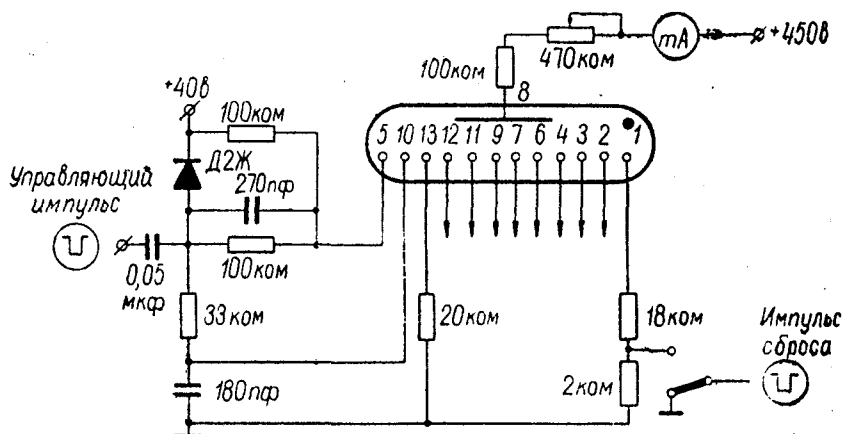 +450в
mA
470ком
100ком
8
+40в
100ком
5 10 13 12 11 9 7 6 4 3 2 1
Д2Ж
Управляющий
импульс
270пф
100ком
0,05
мкф
33ком
20ком
18ком
Импульс
сброса
180пф
2ком